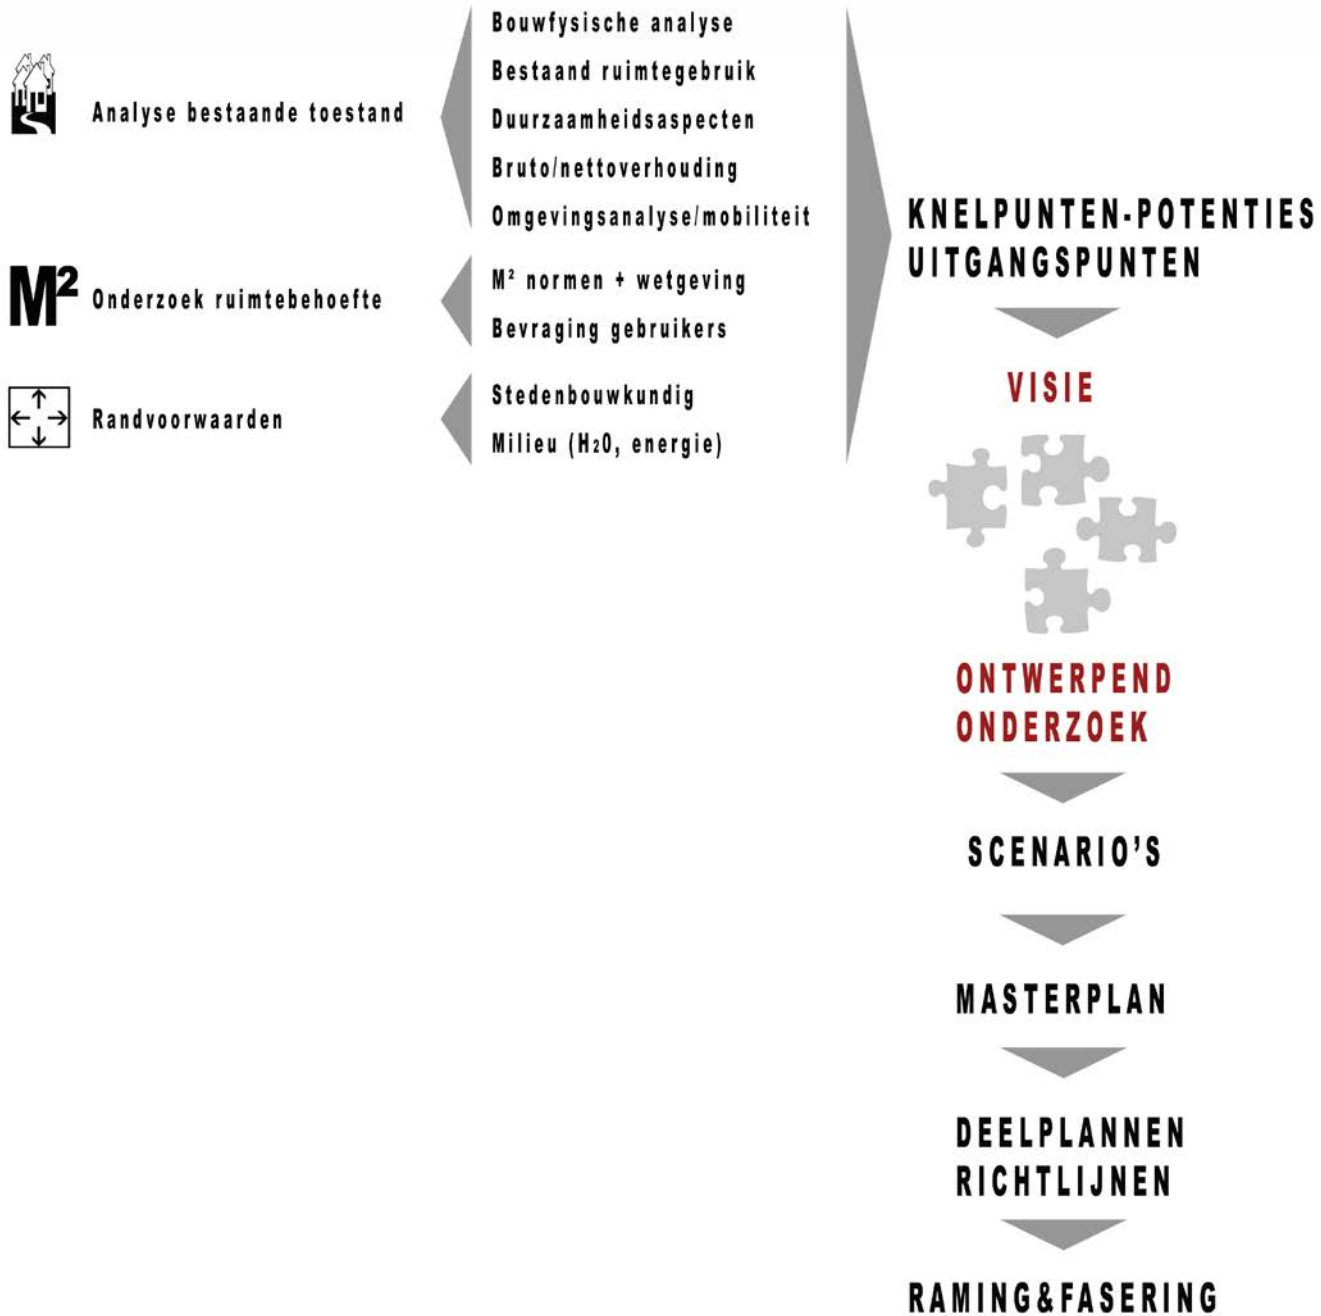 Analyse bestaande toestand
Bouwfysische analyse
Bestaand ruimtegebruik
Duurzaamheidsaspecten
Bruto/nettoverhouding
Omgevingsanalyse/mobiliteit
M² Onderzoek ruimtebehoefte
M² normen + wetgeving
Bevraging gebruikers
Randvoorwaarden
Stedenbouwkundig
Milieu (H₂O, energie)
KNELPUNTEN-POTENTIES
UITGANGSPUNTEN
VISIE
ONTWERPEND
ONDERZOEK
SCENARIO’S
MASTERPLAN
DEELPLANNEN
RICHTLIJNEN
RAMING&FASERING